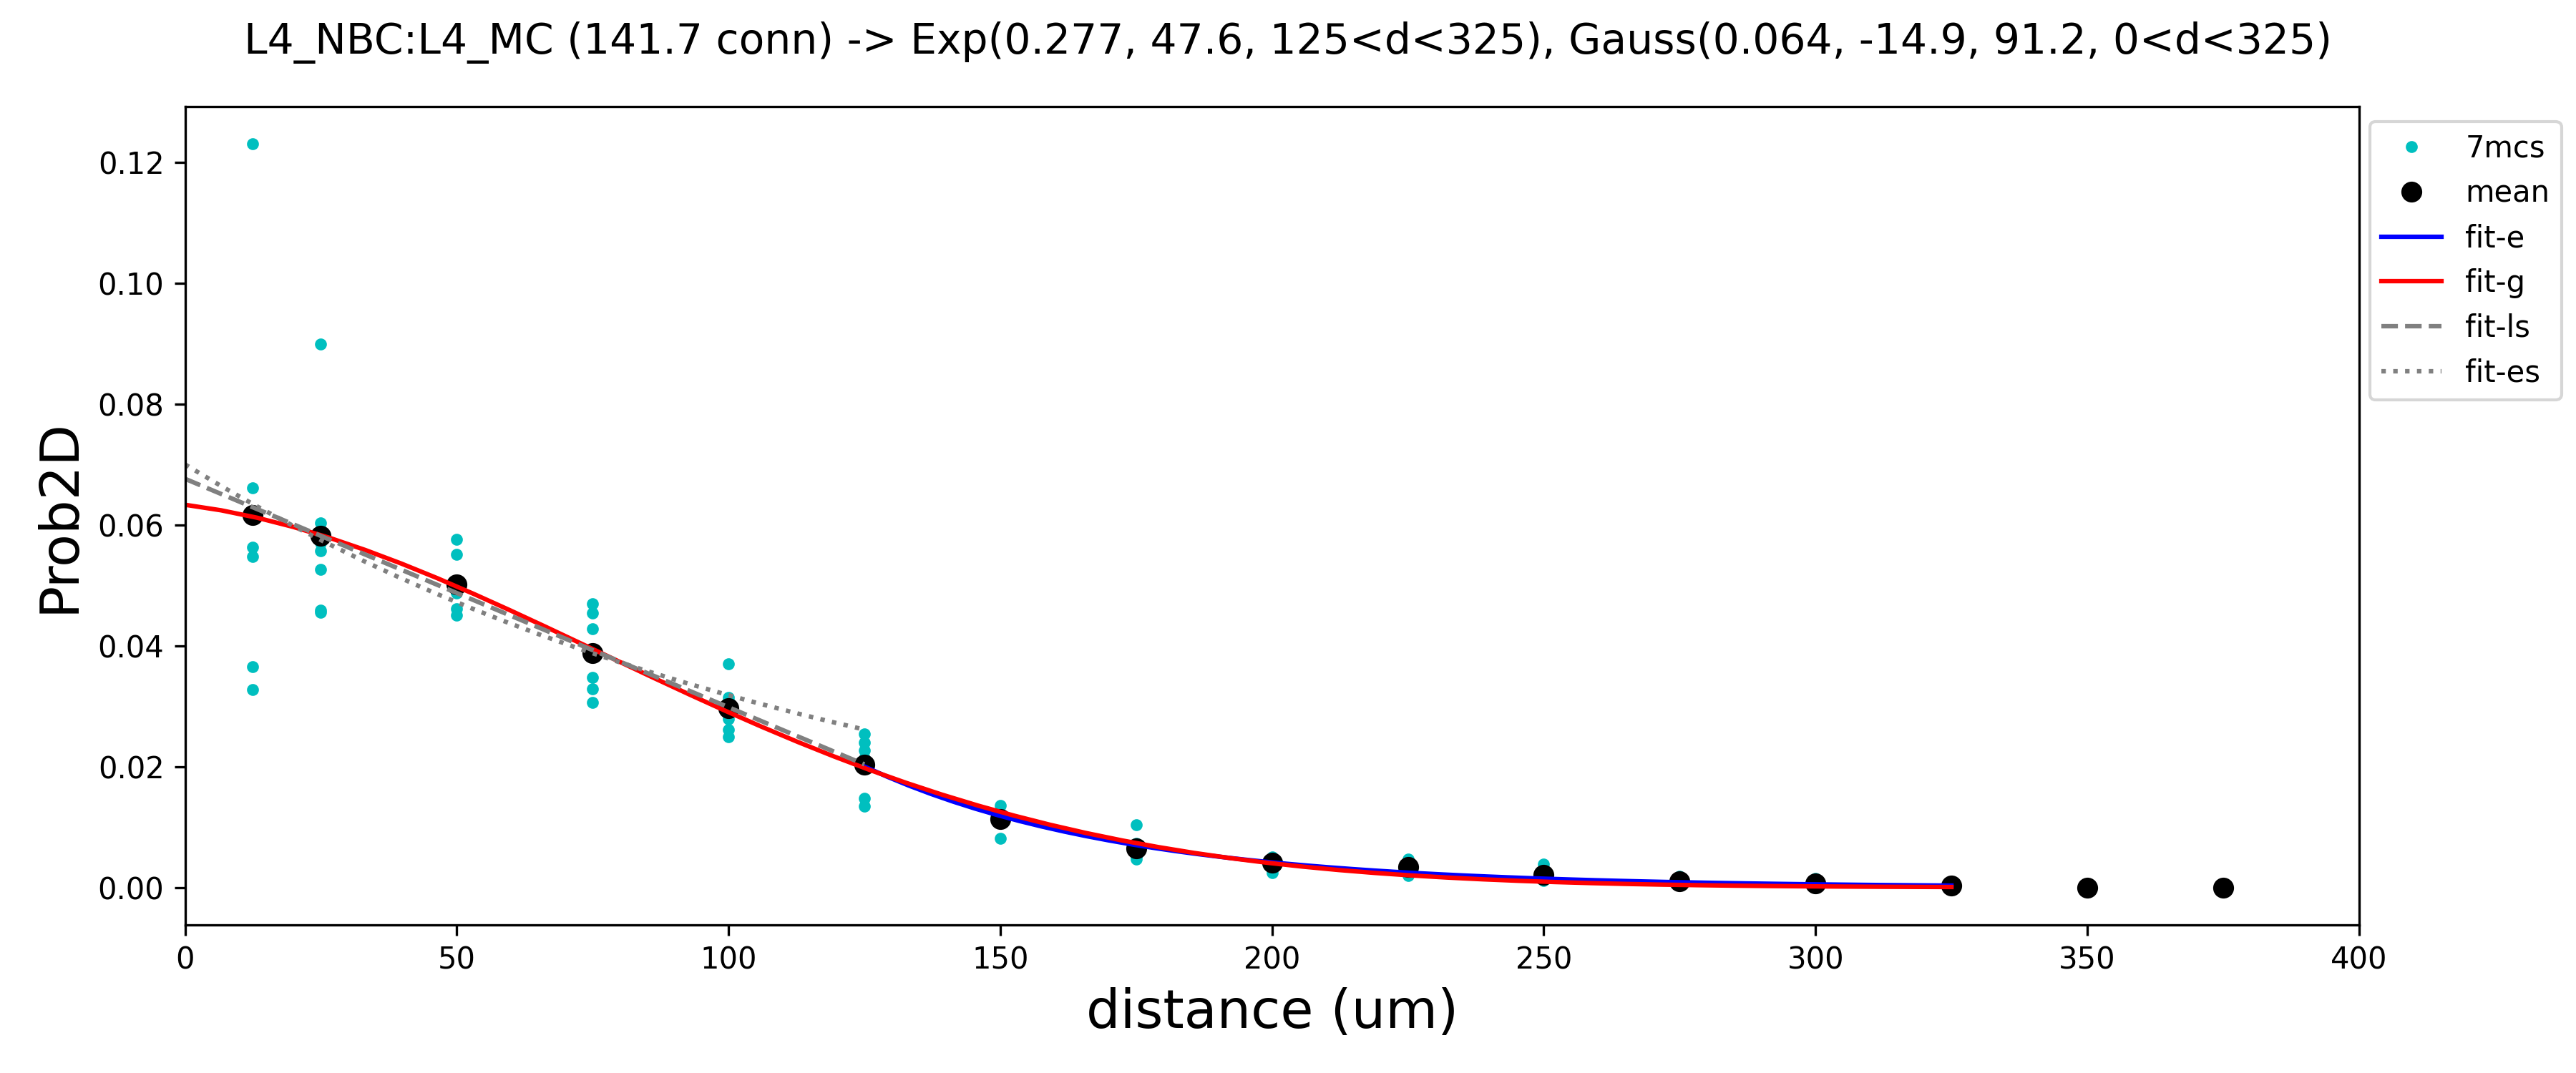 L4_NBC:L4_MC (141.7 conn) -> Exp(0.277, 47.6, 125<d<325), Gauss(0.064, -14.9, 91.2, 0<d<325)
0.12
0.10
0.08
0.06
0.04
0.02
0.00
Prob2D
0 50 100 150 200 250 300 350 400
distance (um)
7mcs
mean
fit-e
fit-g
fit-ls
fit-es